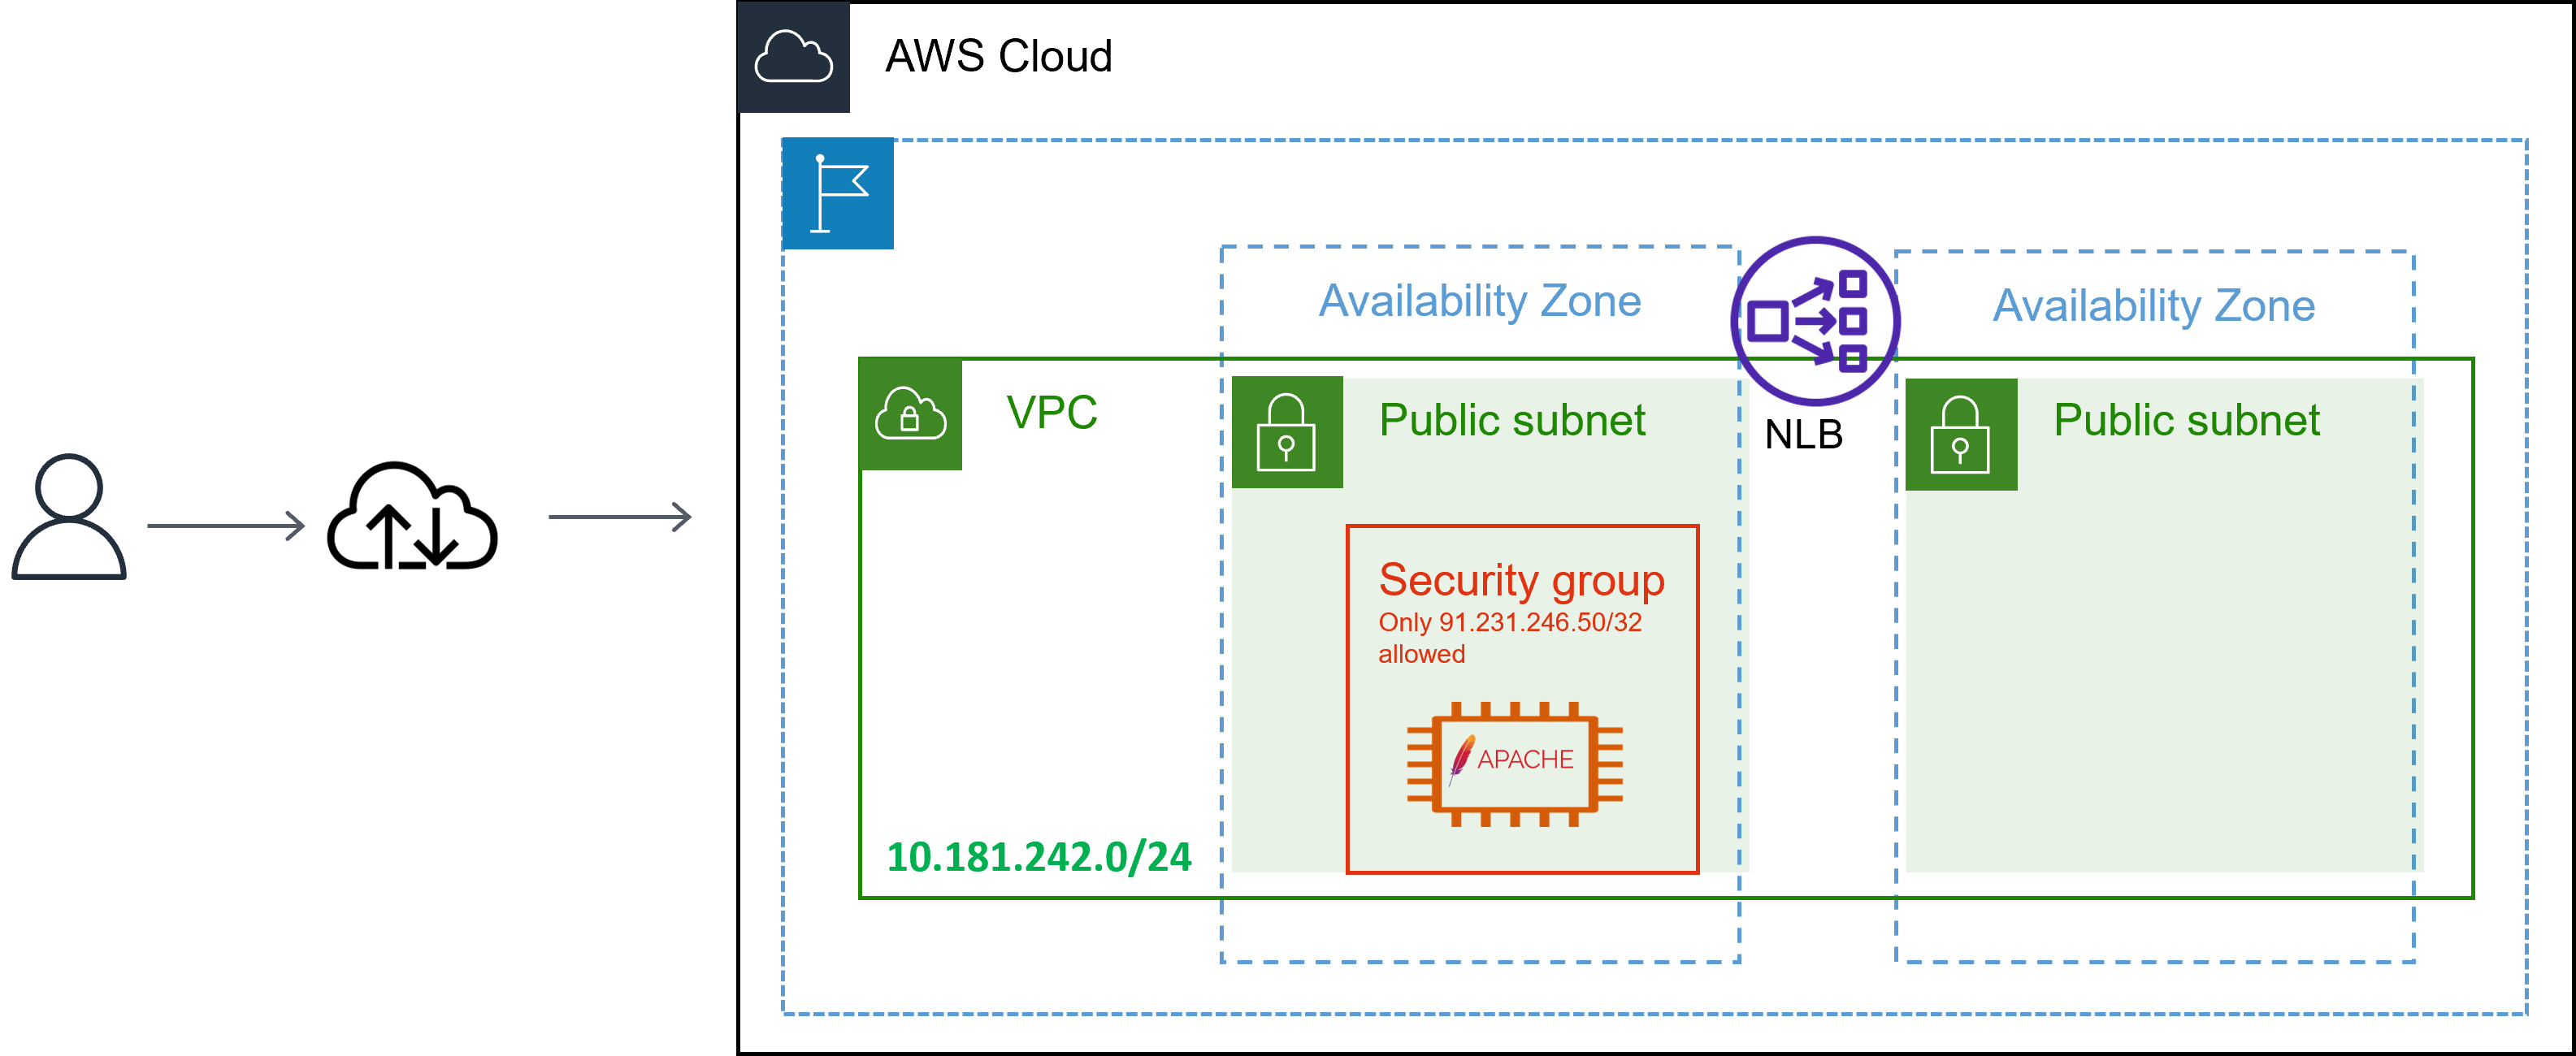 AWS Cloud
Availability Zone
Availability Zone
VPC
Public subnet
NLB
Public subnet
Security group
Only 91.231.246.50/32
allowed
APACHE
10.181.242.0/24